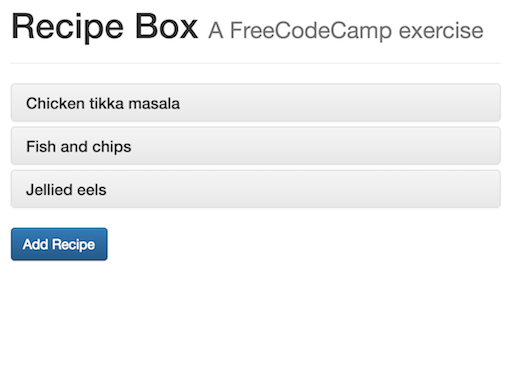 Recipe Box A FreeCodeCamp exercise
Chicken tikka masala
Fish and chips
Jellied eels
Add Recipe